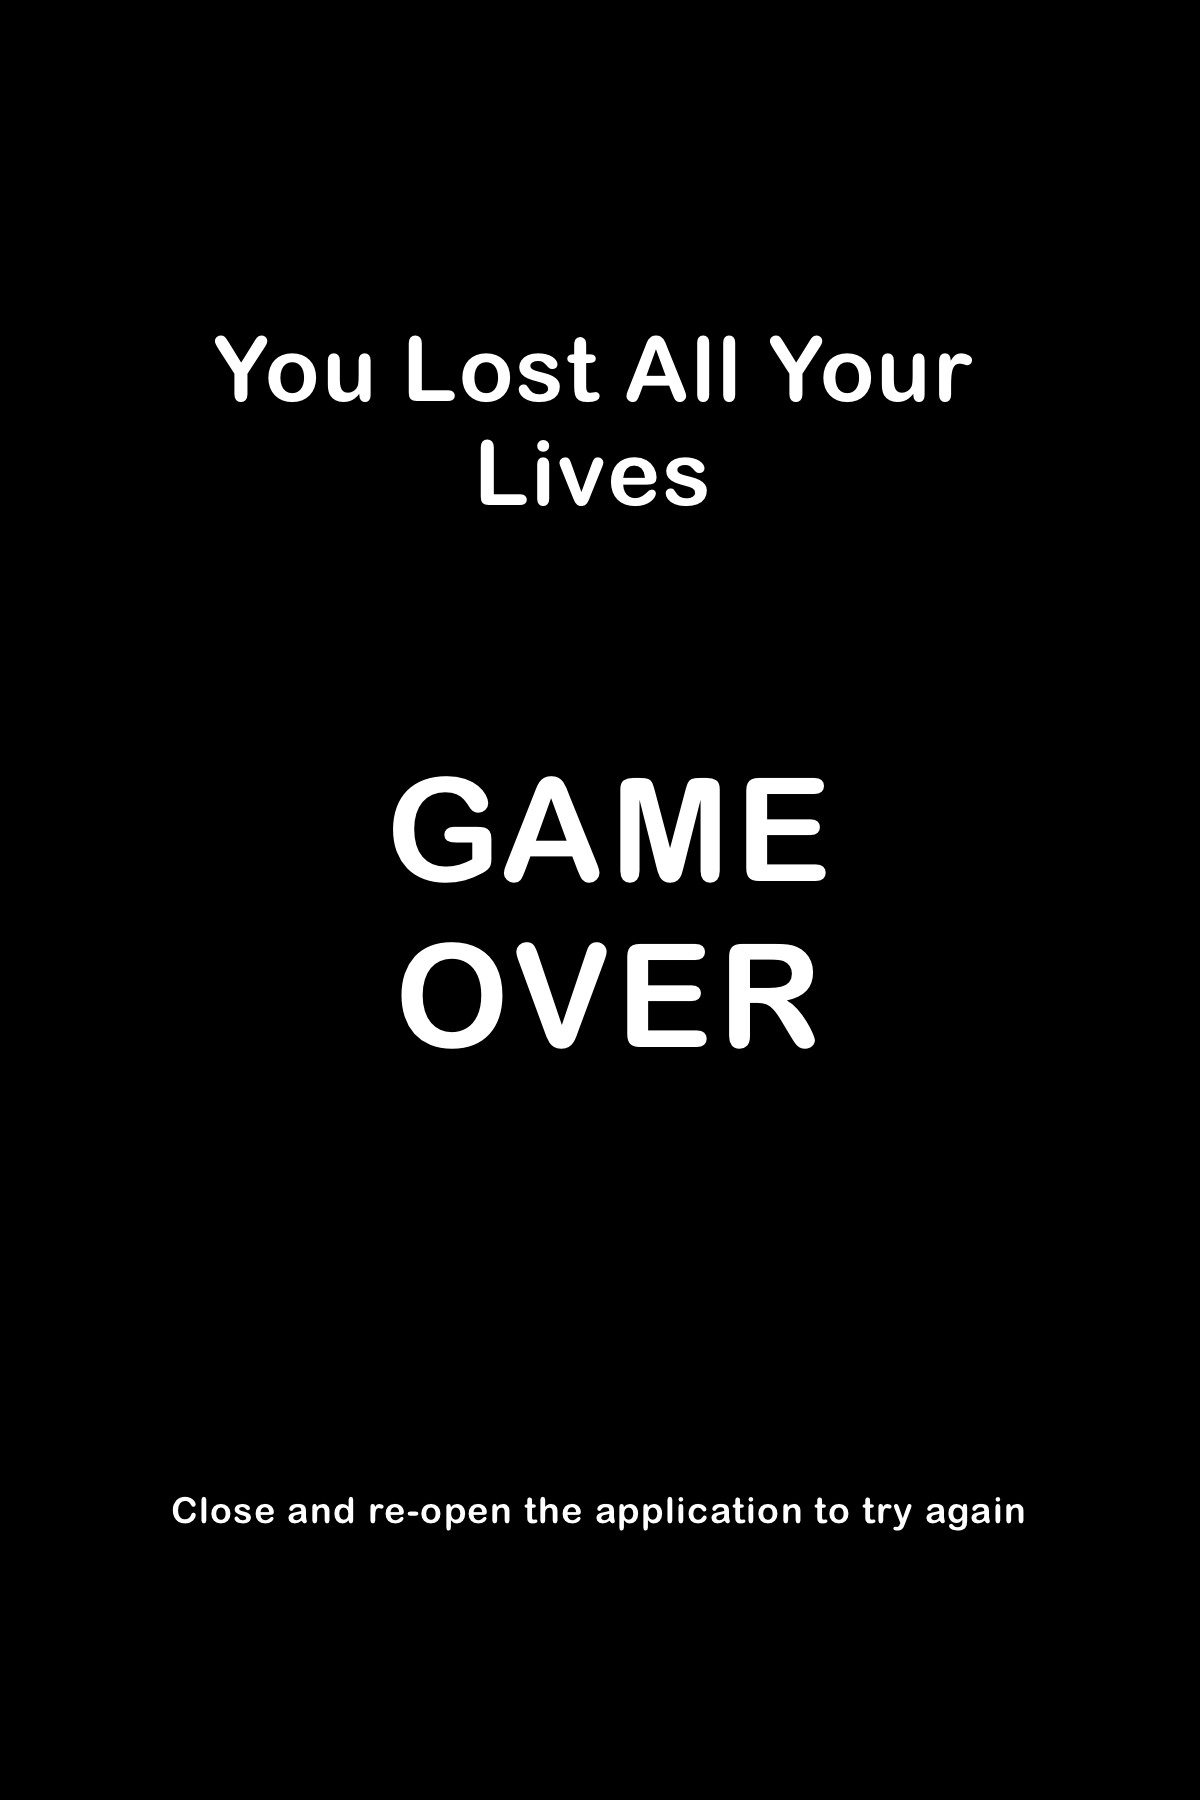 You Lost All Your
Lives
GAME
OVER
Close and re-open the application to try again